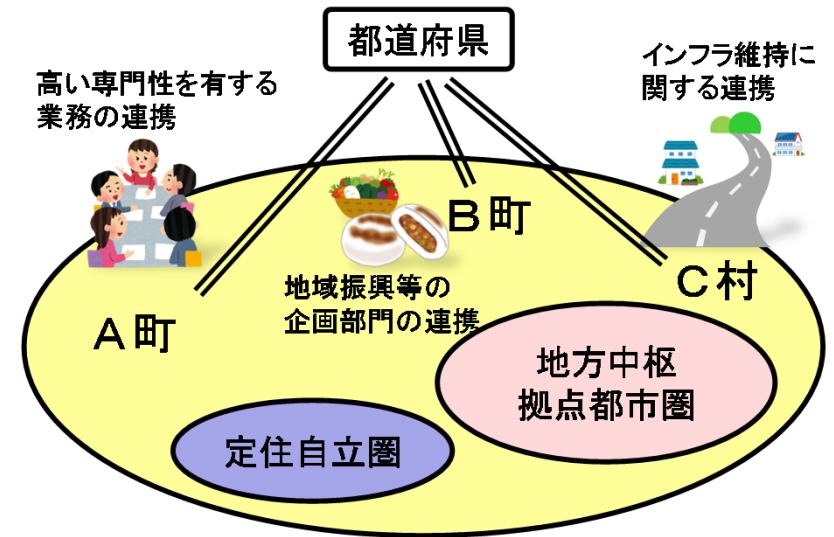 都道府県
高い専門性を有する
業務の連携
インフラ維持に
関する連携
B町
地域振興等の
企画部門の連携
C村
A町
地方中枢
拠点都市圏
定住自立圏